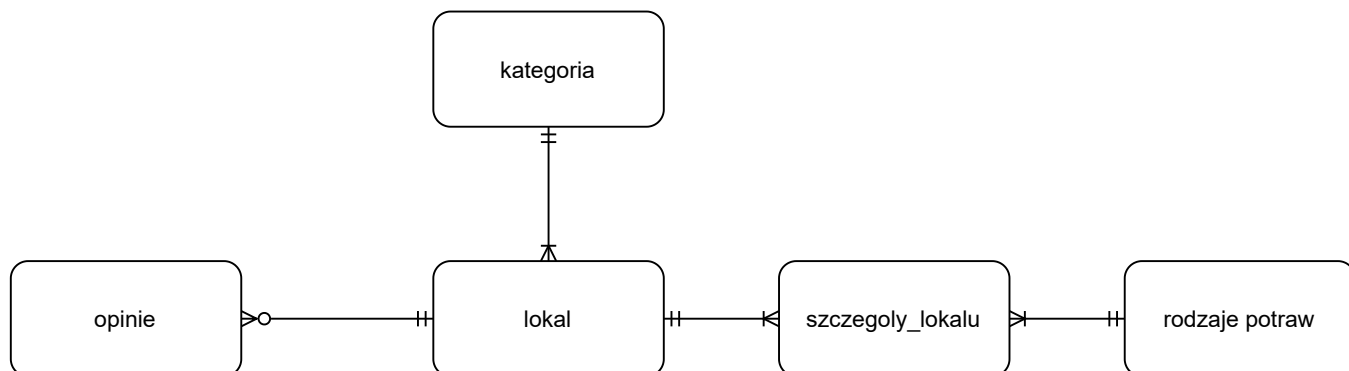 kategoria
opinie
lokal
szczegoly_lokalu
rodzaje potraw